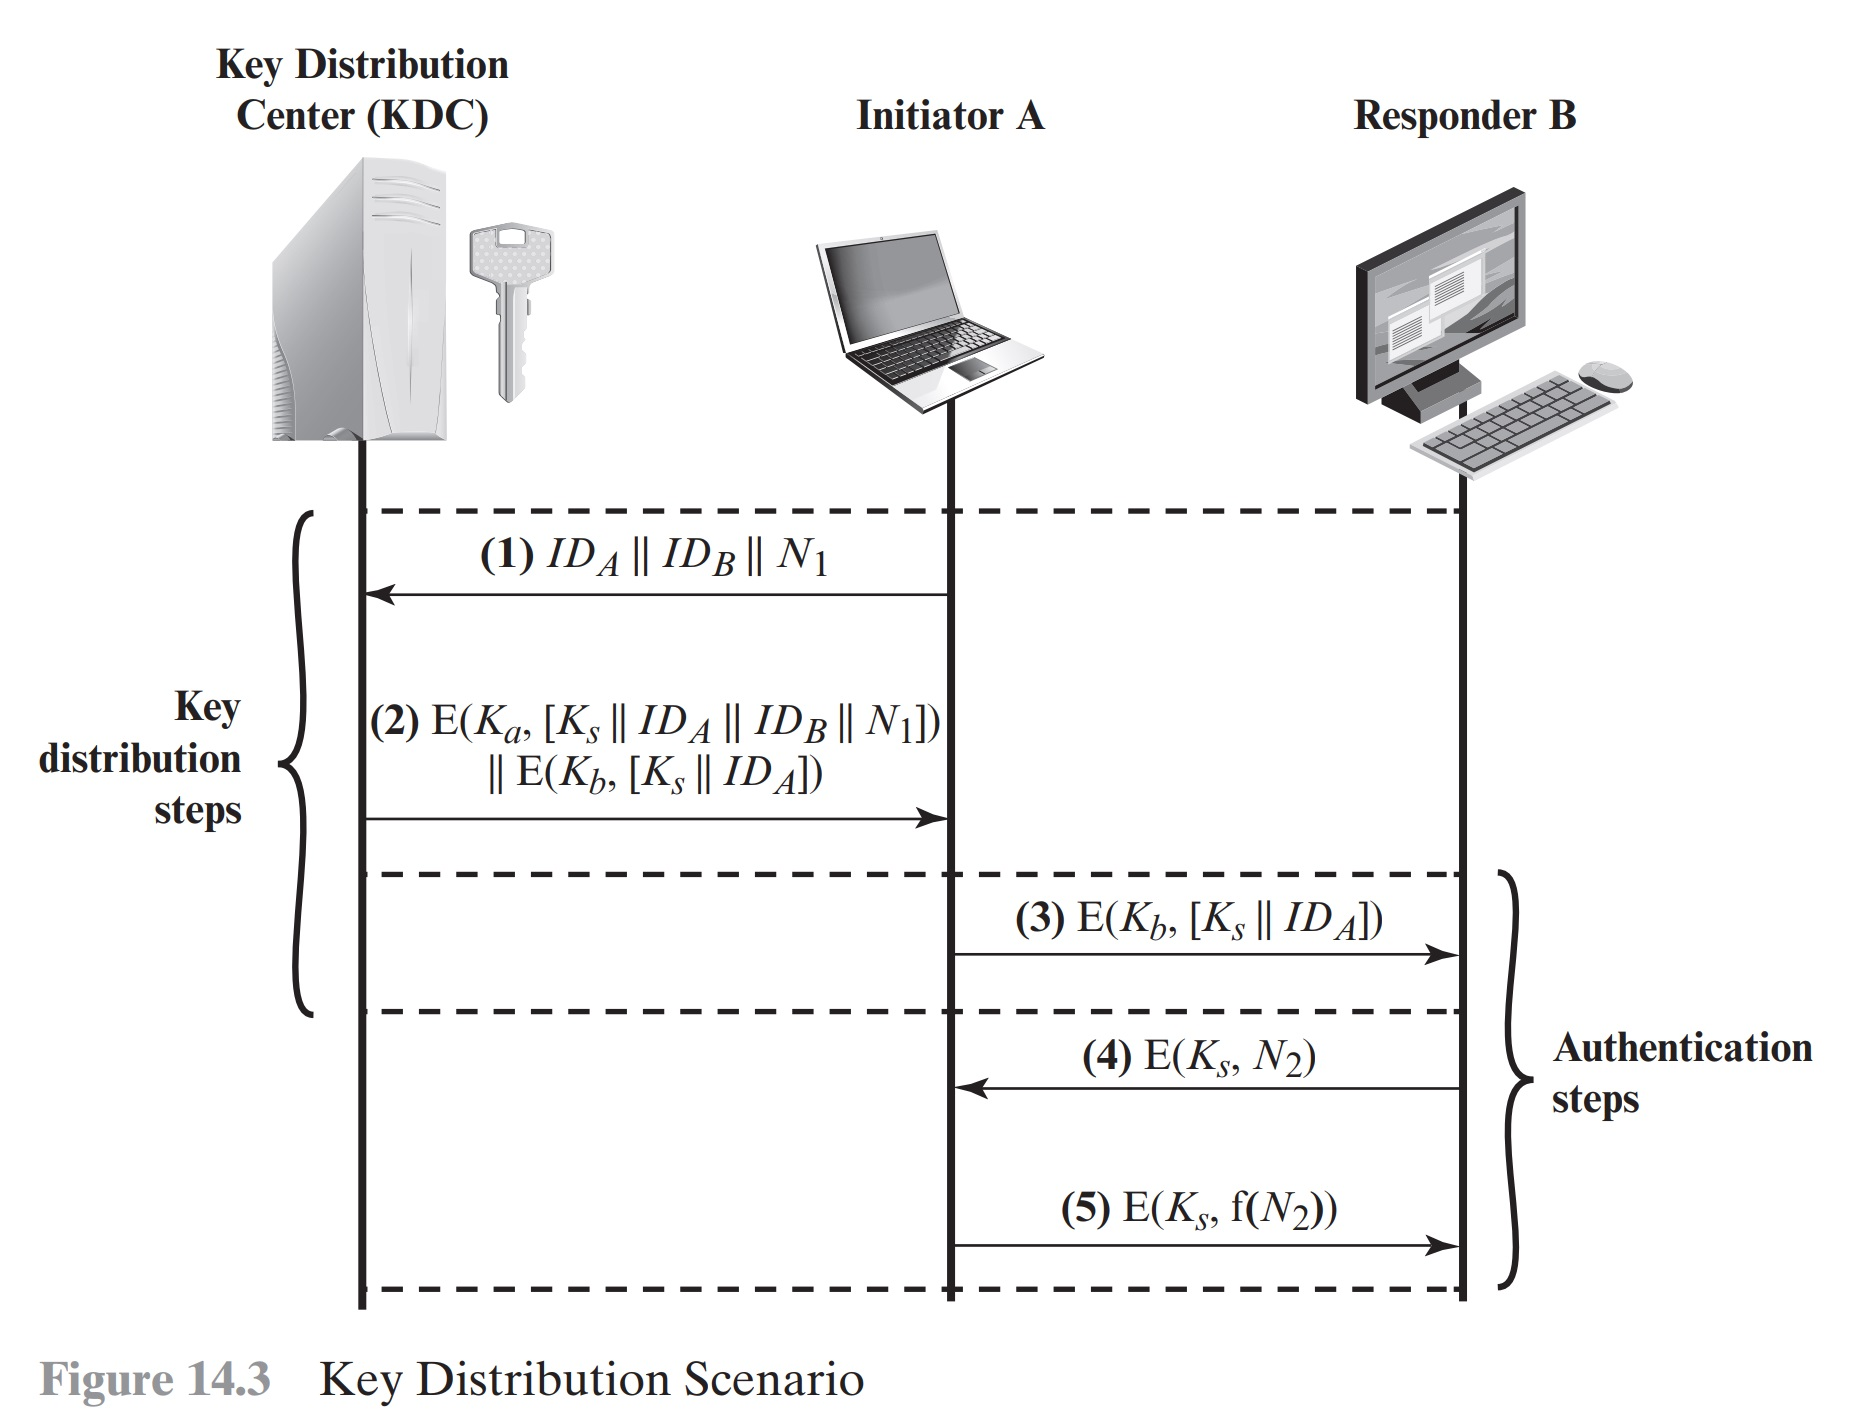 Key Distribution
Center (KDC)
Initiator A
Responder B
(1) ID_A || ID_B || N_1
Key
distribution
steps
(2) E(K_a, [K_s || ID_A || ID_B || N_1])
|| E(K_b, [K_s || ID_A])
(3) E(K_b, [K_s || ID_A])
(4) E(K_s, N_2)
Authentication
steps
(5) E(K_s, f(N_2))
Figure 14.3 Key Distribution Scenario